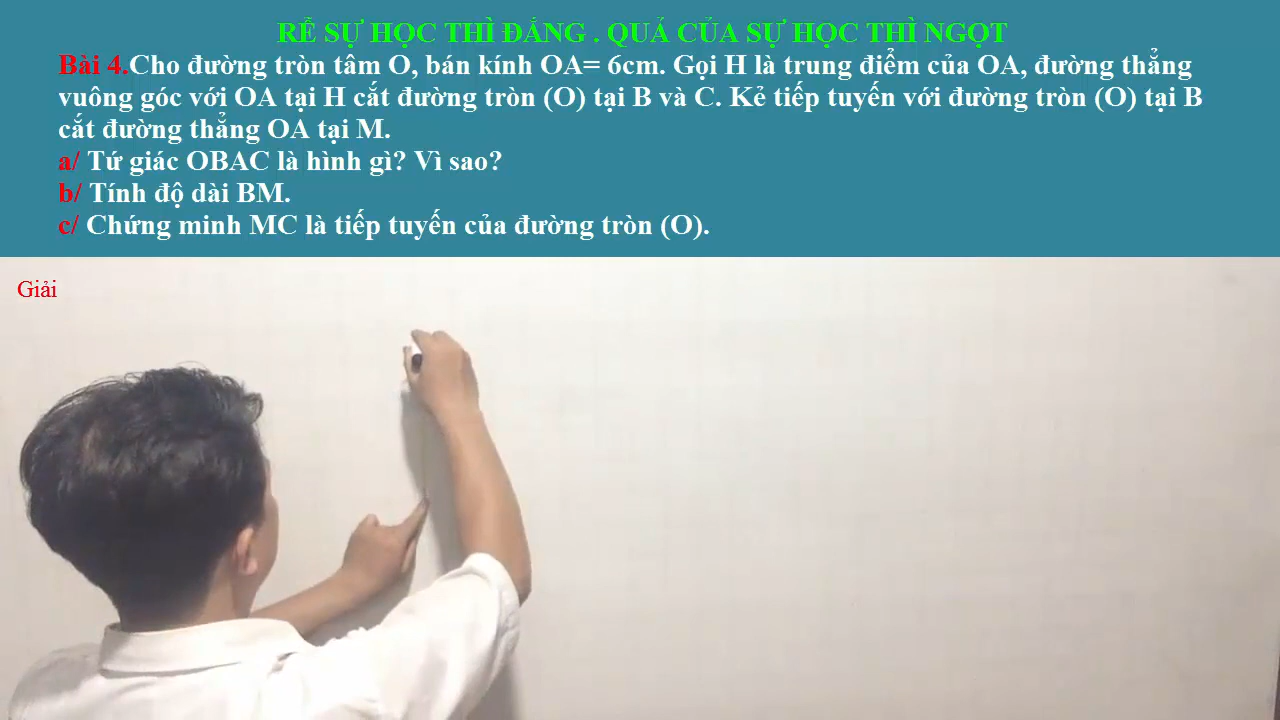 RỄ SỰ HỌC THÌ ĐẮNG . QUÁ CỦA SỰ HỌC THÌ NGỌT
Bài 4.Cho đường tròn tâm O, bán kính OA= 6cm. Gọi H là trung điểm của OA, đường thẳng
vuông góc với OA tại H cắt đường tròn (O) tại B và C. Kẻ tiếp tuyến với đường tròn (O) tại B
cắt đường thẳng OA tại M.
a/ Tứ giác OBAC là hình gì? Vì sao?
b/ Tính độ dài BM.
c/ Chứng minh MC là tiếp tuyến của đường tròn (O).
Giải